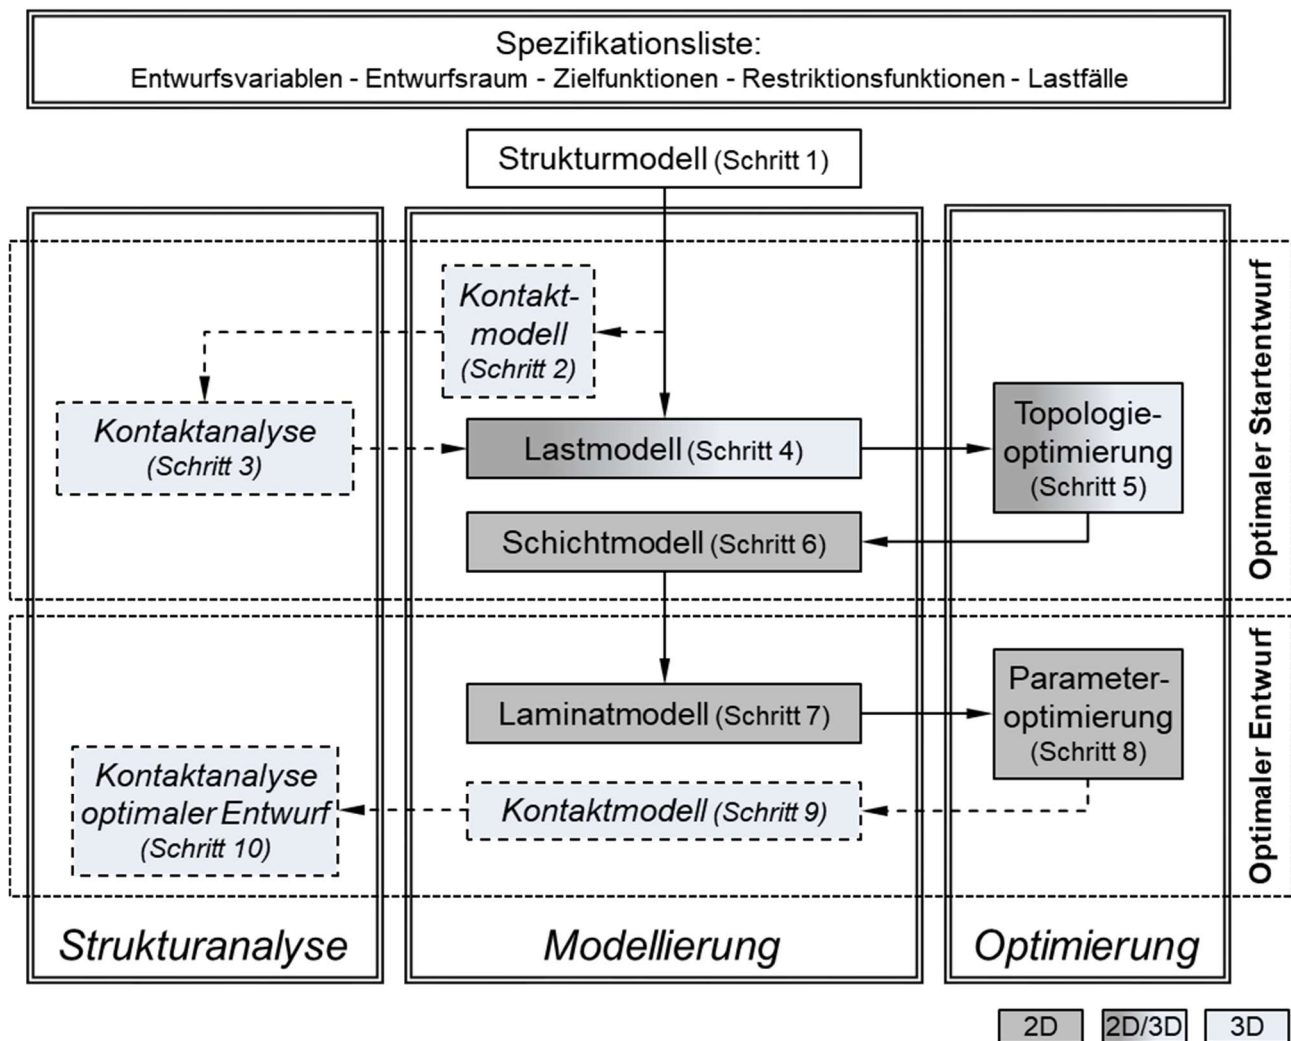 Spezifikationsliste:
Entwurfsvariablen - Entwurfsraum - Zielfunktionen - Restriktionsfunktionen - Lastfälle
Strukturmodell (Schritt 1)
Kontakt-
modell
(Schritt 2)
Kontaktanalyse
(Schritt 3)
Lastmodell (Schritt 4)
Topologie-
optimierung
(Schritt 5)
Schichtmodell (Schritt 6)
Optimaler Startentwurf
Laminatmodell (Schritt 7)
Parameter-
optimierung
(Schritt 8)
Kontaktmodell (Schritt 9)
Kontaktanalyse
optimaler Entwurf
(Schritt 10)
Optimaler Entwurf
Strukturanalyse
Modellierung
Optimierung
2D
2D/3D
3D